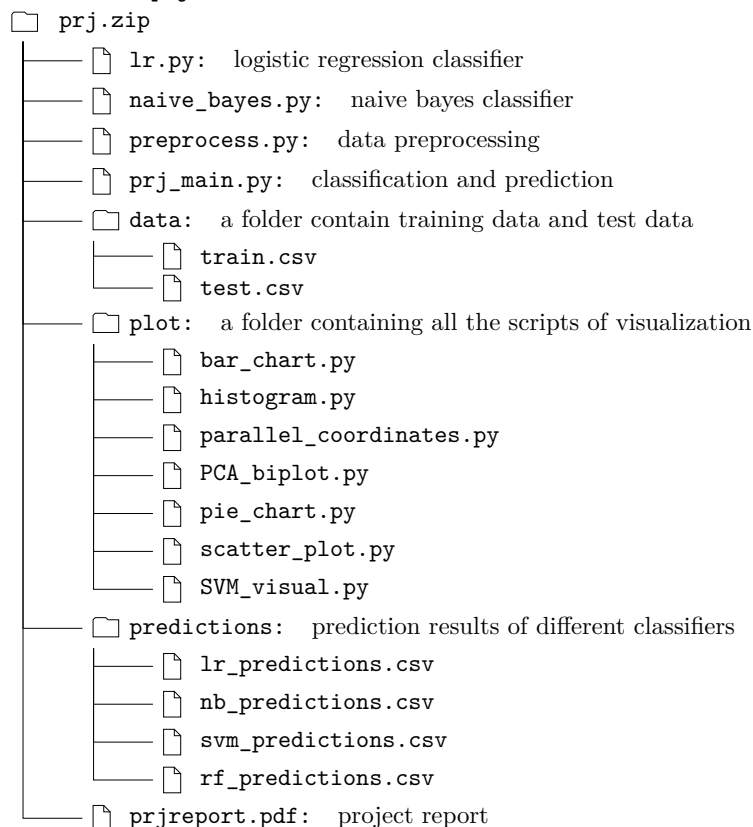 prj.zip
lr.py: logistic regression classifier
naive_bayes.py: naive bayes classifier
preprocess.py: data preprocessing
prj_main.py: classification and prediction
data: a folder contain training data and test data
train.csv
test.csv
plot: a folder containing all the scripts of visualization
bar_chart.py
histogram.py
parallel_coordinates.py
PCA_biplot.py
pie_chart.py
scatter_plot.py
SVM_visual.py
predictions: prediction results of different classifiers
lr_predictions.csv
nb_predictions.csv
svm_predictions.csv
rf_predictions.csv
prjreport.pdf: project report